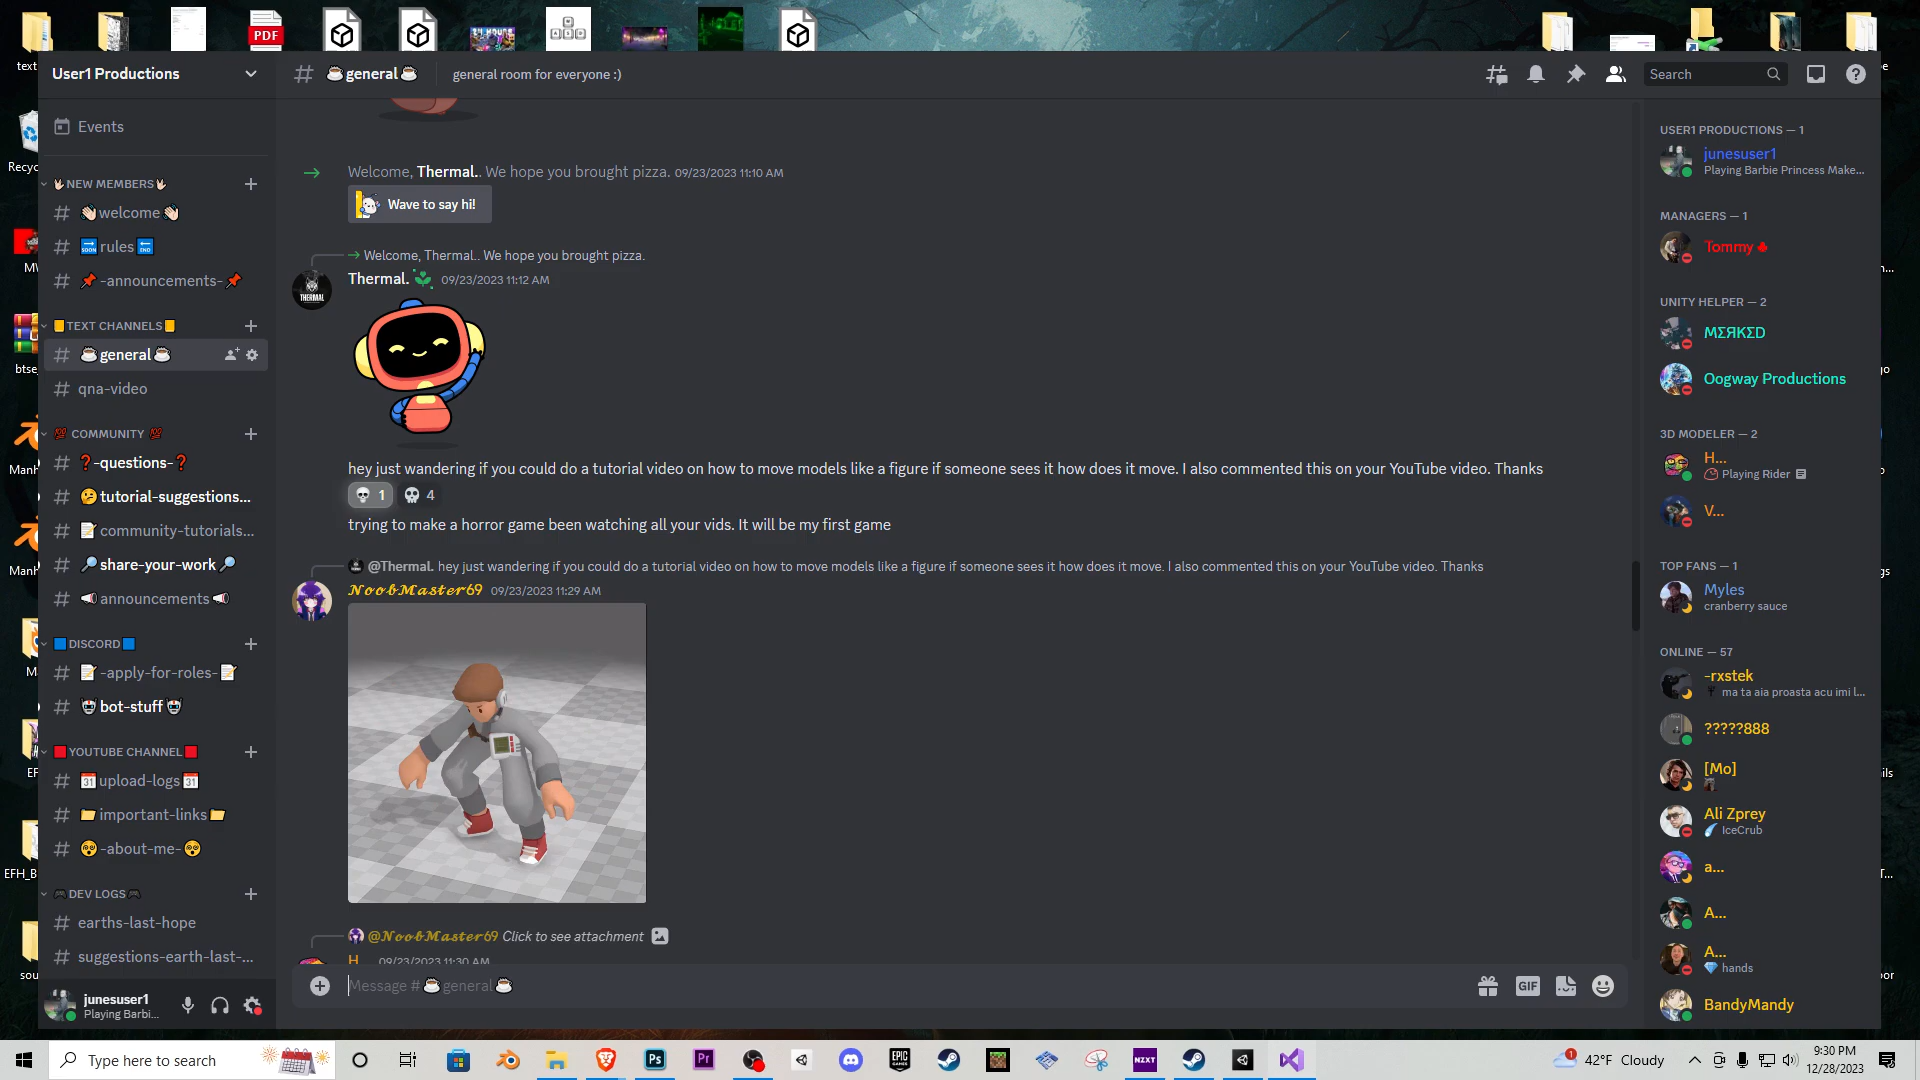 text
PDF
Recyc
MV
btse
Manh
Manh
Ma
EF
EFH_B
sou
User1 Productions
Events
NEW MEMBERS
welcome
rules
-announcements-
TEXT CHANNELS
general
qna-video
COMMUNITY
-questions-
tutorial-suggestions...
community-tutorials...
share-your-work
announcements
DISCORD
-apply-for-roles-
bot-stuff
YOUTUBE CHANNEL
upload-logs
important-links
-about-me-
DEV LOGS
earths-last-hope
suggestions-earth-last-...
junesuser1
Playing Barbi...
general
general room for everyone :)
Search
Welcome, Thermal.. We hope you brought pizza. 09/23/2023 11:10 AM
Wave to say hi!
Welcome, Thermal.. We hope you brought pizza.
Thermal. 09/23/2023 11:12 AM
THERMAL
hey just wandering if you could do a tutorial video on how to move models like a figure if someone sees it how does it move. I also commented this on your YouTube video. Thanks
1 4
trying to make a horror game been watching all your vids. It will be my first game
@Thermal. hey just wandering if you could do a tutorial video on how to move models like a figure if someone sees it how does it move. I also commented this on your YouTube video. Thanks
NoobMaster69 09/23/2023 11:29 AM
@NoobMaster69 Click to see attachment
H... 09/23/2023 11:30 AM
Message # general
GIF
USER1 PRODUCTIONS — 1
junesuser1
Playing Barbie Princess Make...
MANAGERS — 1
Tommy
UNITY HELPER — 2
MΣЯKΣD
Oogway Productions
3D MODELER — 2
H...
Playing Rider
V...
TOP FANS — 1
Myles
cranberry sauce
ONLINE — 57
-rxstek
ma ta aia proasta acu imi l...
?????888
[Mo]
Ali Zprey
IceCrub
a...
A...
A...
hands
BandyMandy
Type here to search
Ps
Pr
EPIC GAMES
NZXT
1
42°F Cloudy
9:30 PM
12/28/2023